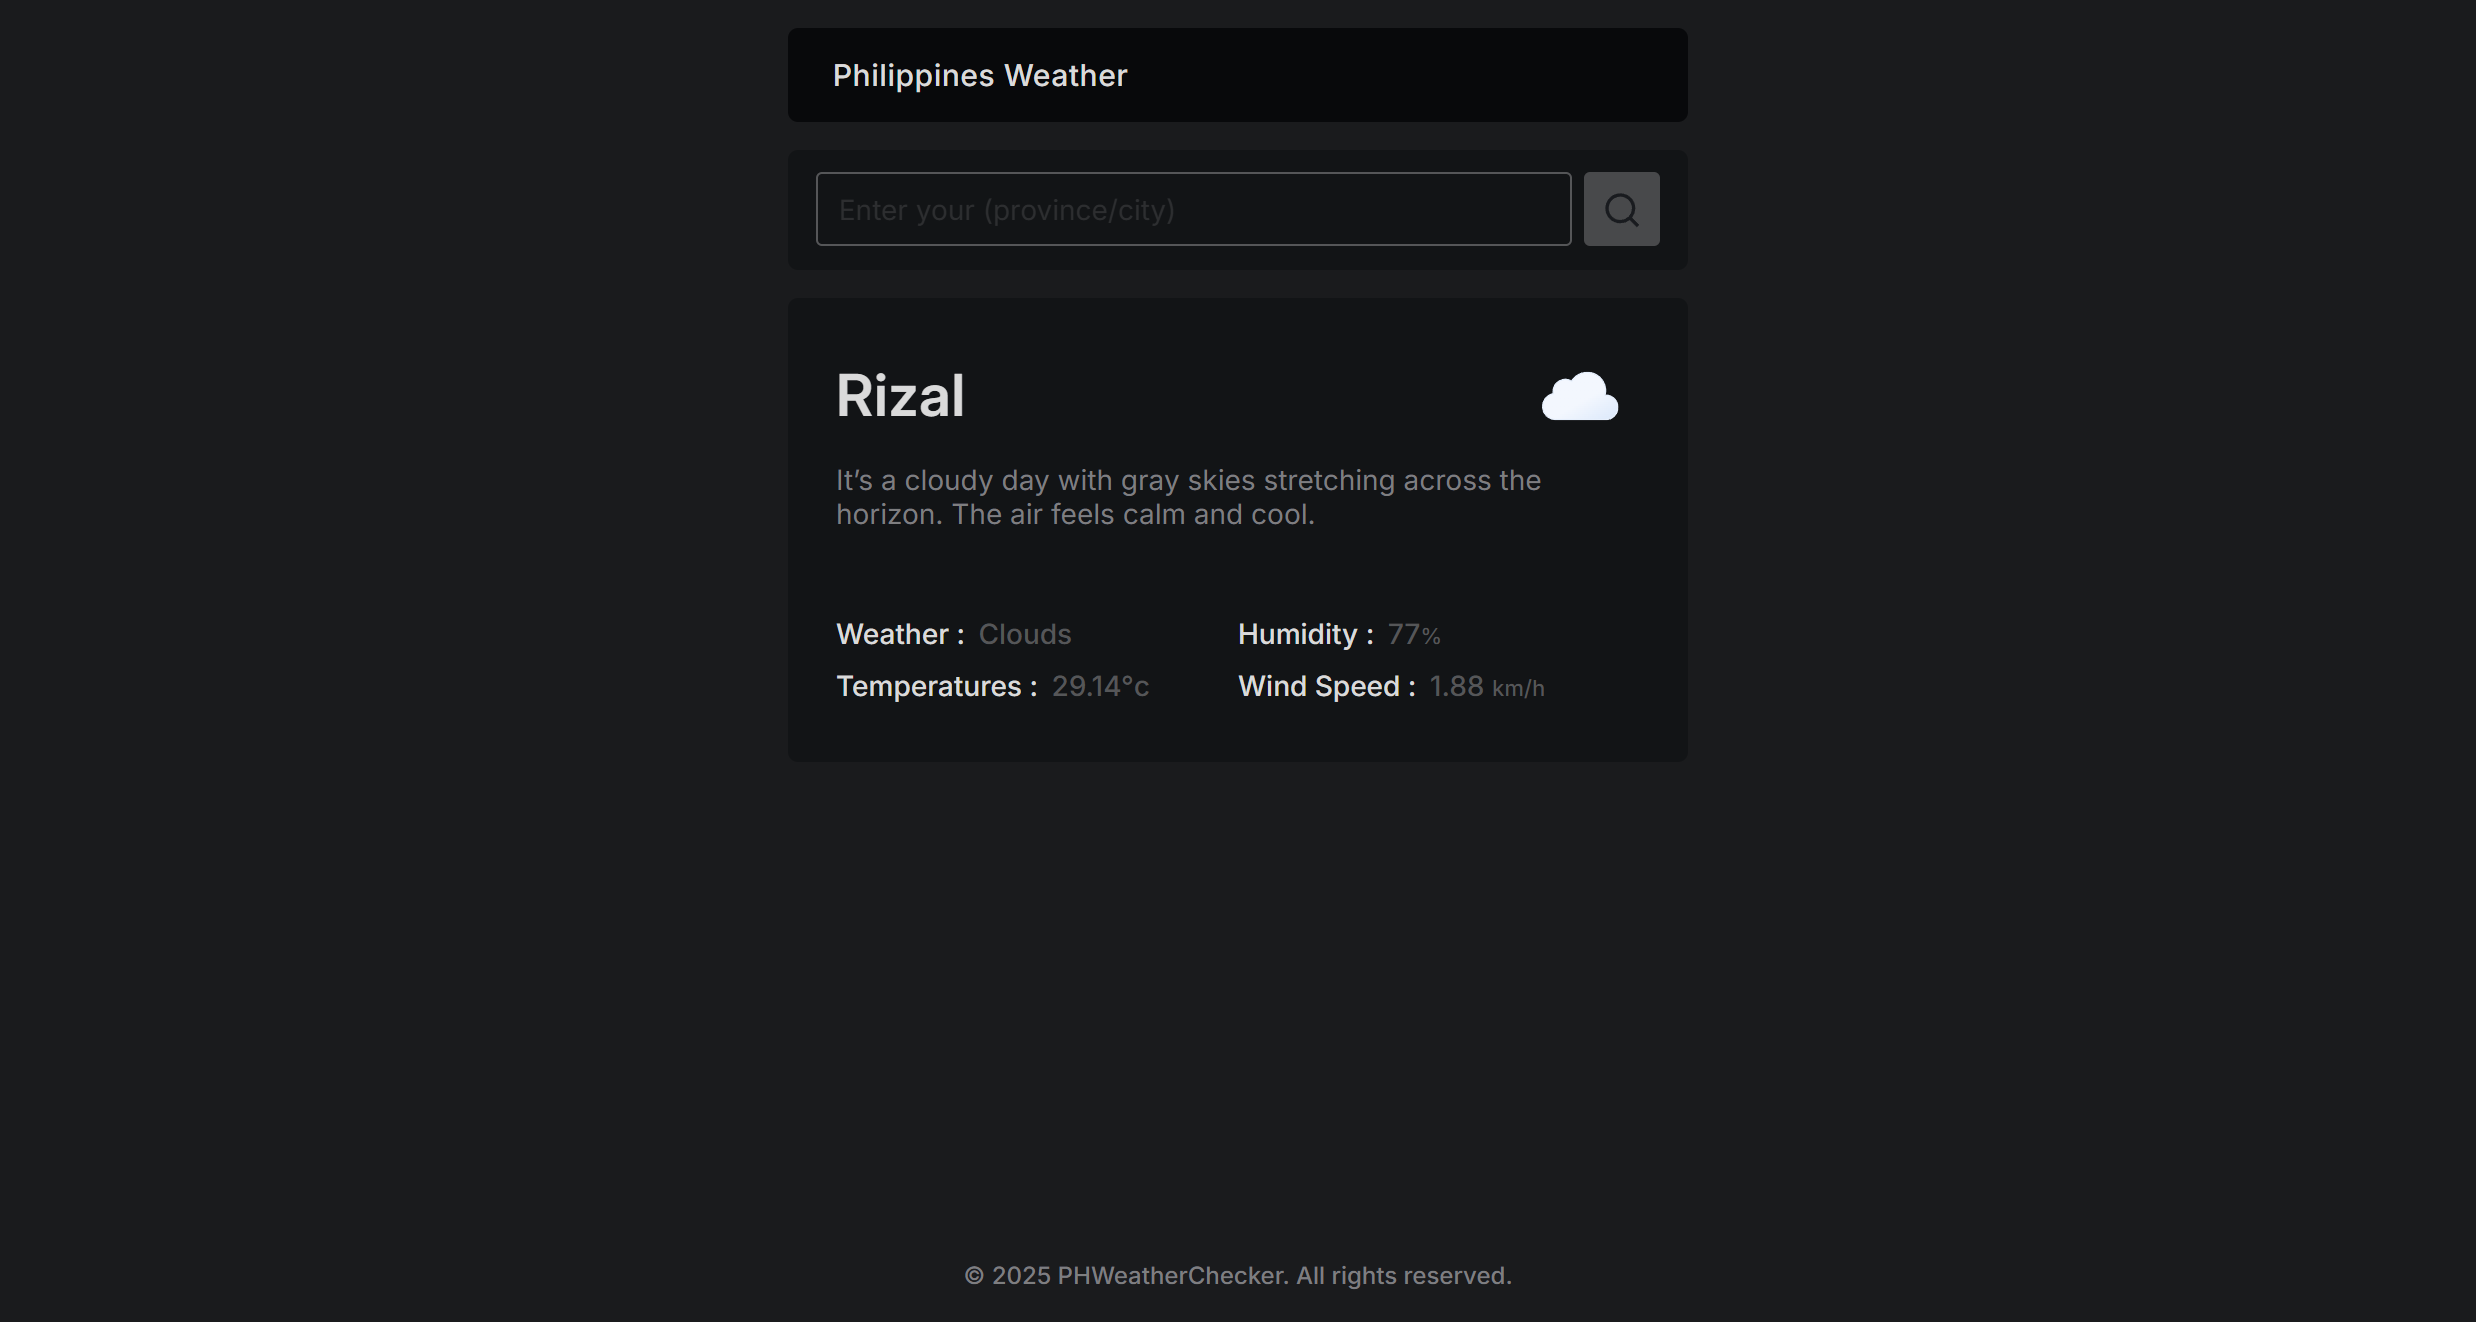 Philippines Weather
Enter your (province/city)
Rizal
It’s a cloudy day with gray skies stretching across the
horizon. The air feels calm and cool.
Weather : Clouds
Humidity : 77%
Temperatures : 29.14°c
Wind Speed : 1.88 km/h
© 2025 PHWeatherChecker. All rights reserved.